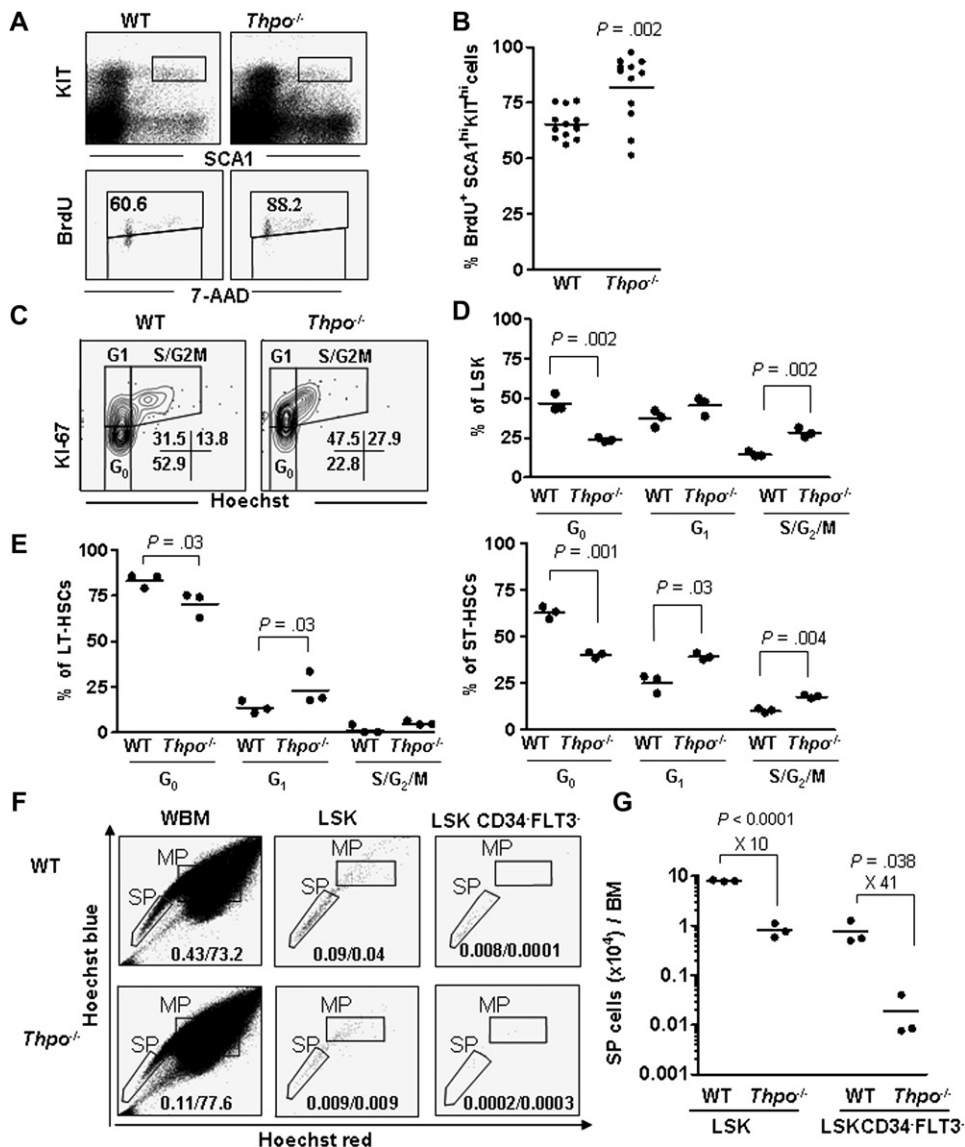 A
WT Thpo-/-
KIT
SCA1
BrdU
60.6 88.2
7-AAD
B
P = .002
% BrdU+ SCA1hiKIThi cells
100
75
50
25
0
WT Thpo-/-
C
WT Thpo-/-
G1 S/G2M G1 S/G2M
KI-67
31.5 13.8 47.5 27.9
52.9 22.8
G0 G0
Hoechst
D
% of LSK
100
75
50
25
0
P = .002
P = .002
WT Thpo-/- WT Thpo-/- WT Thpo-/-
G0 G1 S/G2/M
E
% of LT-HSCs
100
75
50
25
0
P = .03
P = .03
WT Thpo-/- WT Thpo-/- WT Thpo-/-
G0 G1 S/G2/M
% of ST-HSCs
100
75
50
25
0
P = .001
P = .03
P = .004
WT Thpo-/- WT Thpo-/- WT Thpo-/-
G0 G1 S/G2/M
F
WBM LSK LSK CD34-FLT3-
WT
MP MP MP
SP SP SP
0.43/73.2 0.09/0.04 0.008/0.0001
Hoechst blue
Thpo-/-
MP MP MP
SP SP SP
0.11/77.6 0.009/0.009 0.0002/0.0003
Hoechst red
G
P < 0.0001
X 10
P = .038
X 41
SP cells (x104) / BM
10
1
0.1
0.01
0.001
WT Thpo-/- WT Thpo-/-
LSK LSKCD34-FLT3-